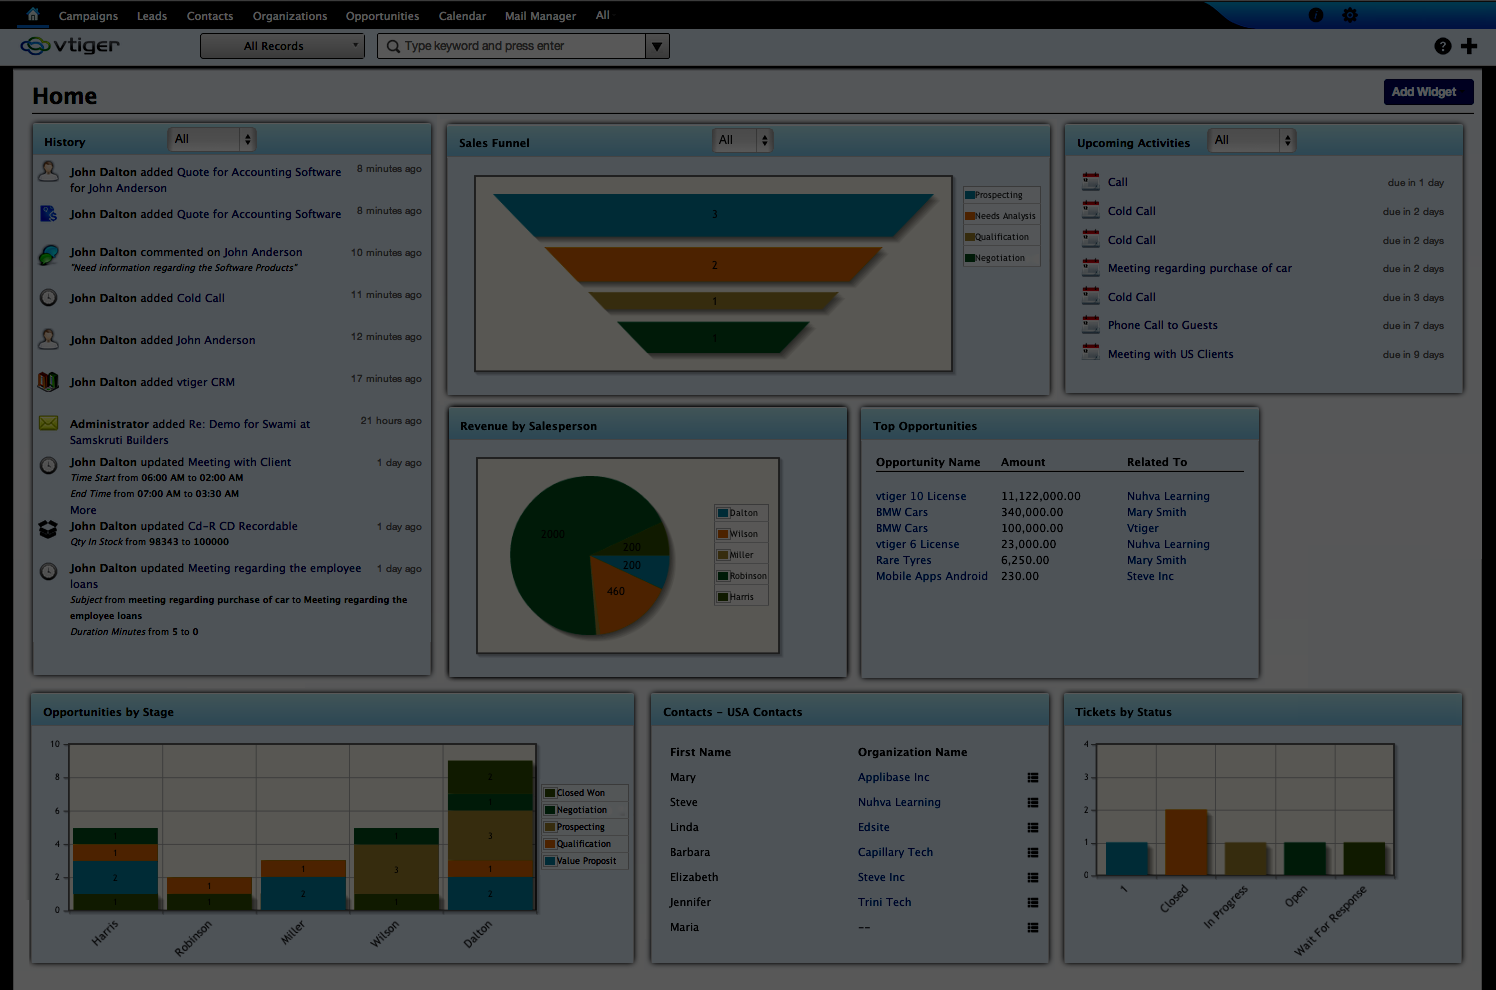 Campaigns Leads Contacts Organizations Opportunities Calendar Mail Manager All
vtiger All Records Type keyword and press enter
Home Add Widget
History All
John Dalton added Quote for Accounting Software 8 minutes ago
for John Anderson
John Dalton added Quote for Accounting Software 8 minutes ago
John Dalton commented on John Anderson 10 minutes ago
"Need information regarding the Software Products"
John Dalton added Cold Call 11 minutes ago
John Dalton added John Anderson 12 minutes ago
John Dalton added vtiger CRM 17 minutes ago
Administrator added Re: Demo for Swami at 21 hours ago
Samskruti Builders
John Dalton updated Meeting with Client 1 day ago
Time Start from 06:00 AM to 02:00 AM
End Time from 07:00 AM to 03:30 AM
More
John Dalton updated Cd-R CD Recordable 1 day ago
Qty In Stock from 98343 to 100000
John Dalton updated Meeting regarding the employee 1 day ago
loans
Subject from meeting regarding purchase of car to Meeting regarding the
employee loans
Duration Minutes from 5 to 0
Sales Funnel All
3
2
1
1
Prospecting
Needs Analysis
Qualification
Negotiation
Upcoming Activities All
Call due in 1 day
Cold Call due in 2 days
Cold Call due in 2 days
Meeting regarding purchase of car due in 2 days
Cold Call due in 3 days
Phone Call to Guests due in 7 days
Meeting with US Clients due in 9 days
Revenue by Salesperson
2000
200
200
460
Dalton
Wilson
Miller
Robinson
Harris
Top Opportunities
Opportunity Name Amount Related To
vtiger 10 License 11,122,000.00 Nuhva Learning
BMW Cars 340,000.00 Mary Smith
BMW Cars 100,000.00 Vtiger
vtiger 6 License 23,000.00 Nuhva Learning
Rare Tyres 6,250.00 Mary Smith
Mobile Apps Android 230.00 Steve Inc
Opportunities by Stage
10
8
6
4
2
0
1 1 2 1
1 1
1 2
1 3 1
2 1 3 1 2
Harris Robinson Miller Wilson Dalton
Closed Won
Negotiation
Prospecting
Qualification
Value Proposit
Contacts - USA Contacts
First Name Organization Name
Mary Applibase Inc
Steve Nuhva Learning
Linda Edsite
Barbara Capillary Tech
Elizabeth Steve Inc
Jennifer Trini Tech
Maria --
Tickets by Status
4
3
2
1
0
1 Closed In Progress Open Wait For Response